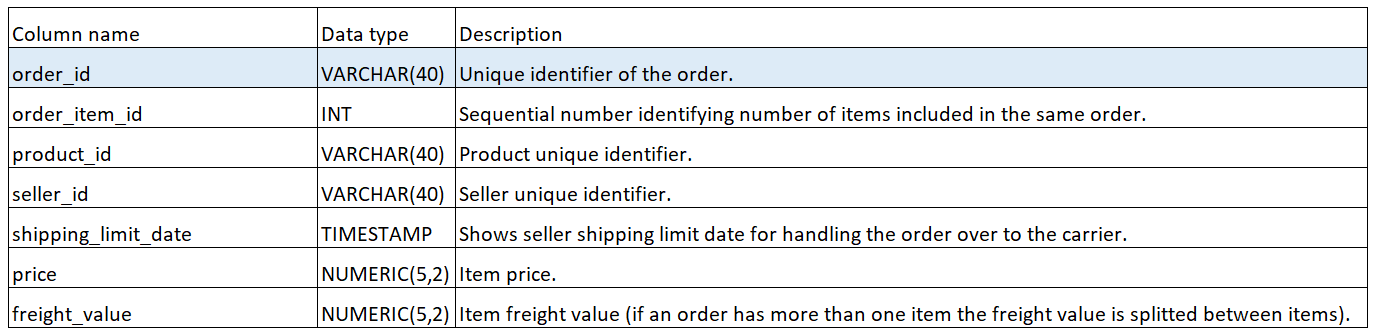 Column name Data type Description
order_id VARCHAR(40) Unique identifier of the order.
order_item_id INT Sequential number identifying number of items included in the same order.
product_id VARCHAR(40) Product unique identifier.
seller_id VARCHAR(40) Seller unique identifier.
shipping_limit_date TIMESTAMP Shows seller shipping limit date for handling the order over to the carrier.
price NUMERIC(5,2) Item price.
freight_value NUMERIC(5,2) Item freight value (if an order has more than one item the freight value is splitted between items).